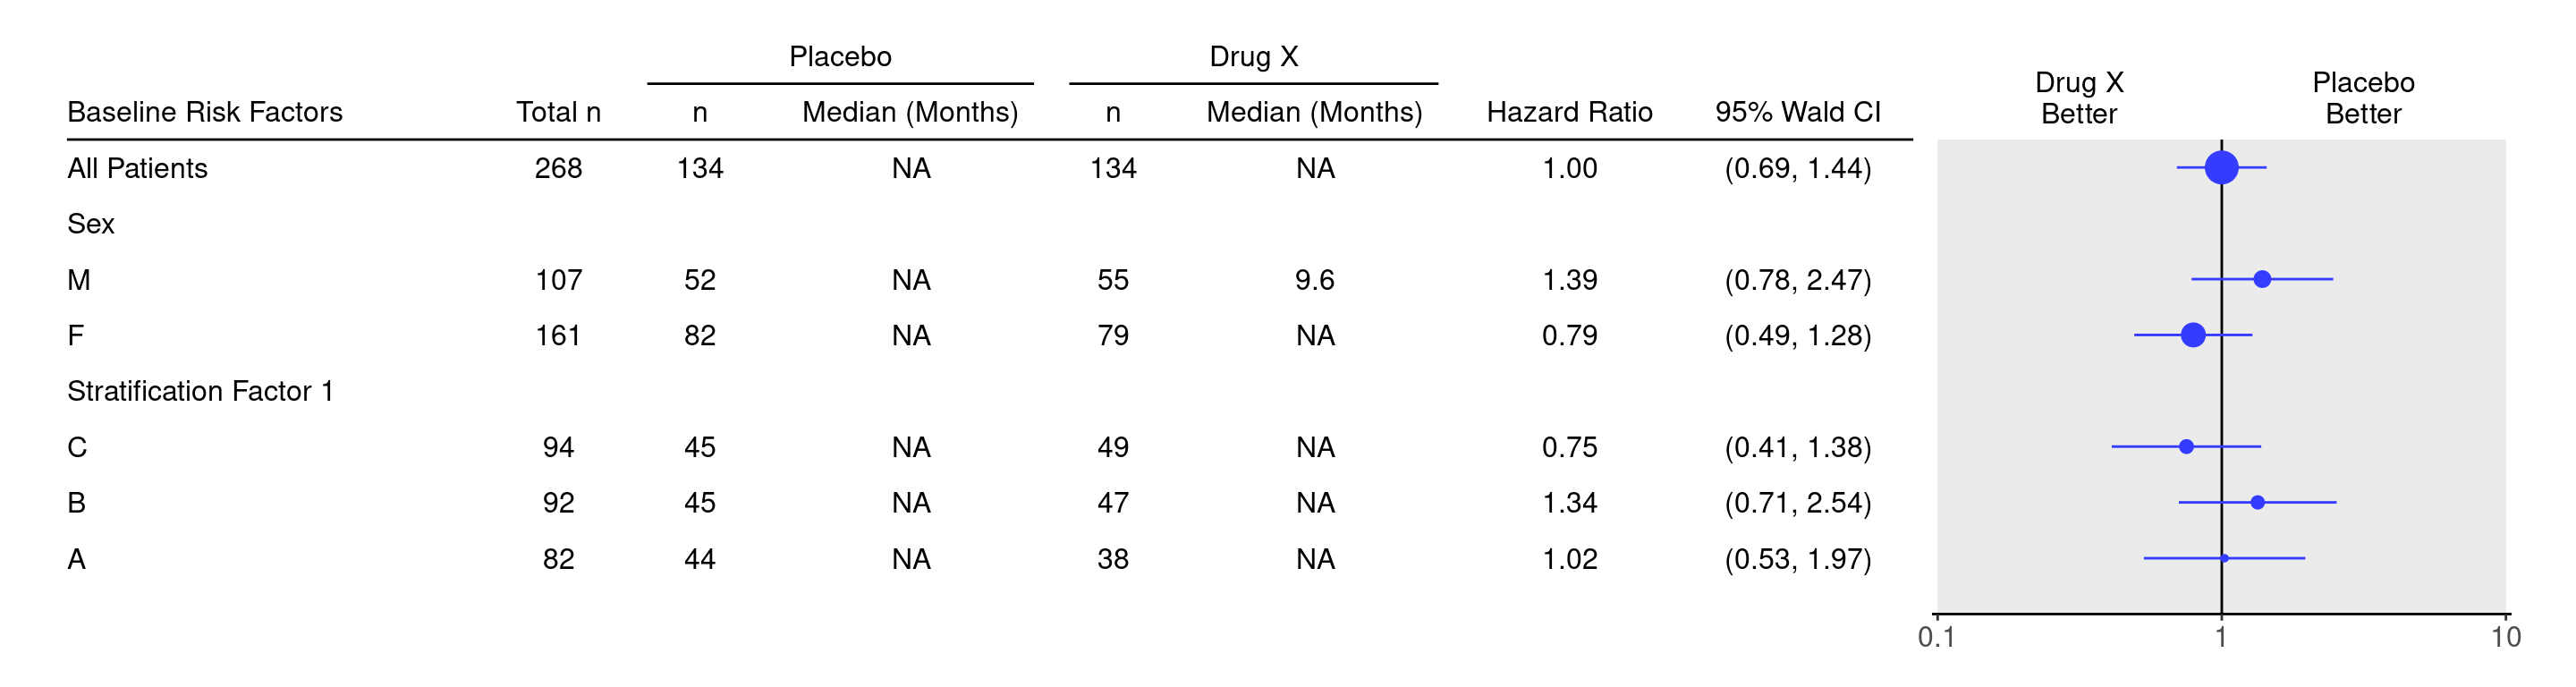 Placebo Drug X
Drug X Placebo
Baseline Risk Factors Total n n Median (Months) n Median (Months) Hazard Ratio 95% Wald CI Better Better
All Patients 268 134 NA 134 NA 1.00 (0.69, 1.44)
Sex
M 107 52 NA 55 9.6 1.39 (0.78, 2.47)
F 161 82 NA 79 NA 0.79 (0.49, 1.28)
Stratification Factor 1
C 94 45 NA 49 NA 0.75 (0.41, 1.38)
B 92 45 NA 47 NA 1.34 (0.71, 2.54)
A 82 44 NA 38 NA 1.02 (0.53, 1.97)
0.1 1 10